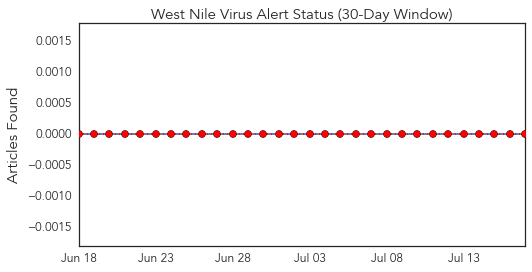 West Nile Virus Alert Status (30-Day Window)
Articles Found
0.0015
0.0010
0.0005
0.0000
−0.0005
−0.0010
−0.0015
Jun 18 Jun 23 Jun 28 Jul 03 Jul 08 Jul 13